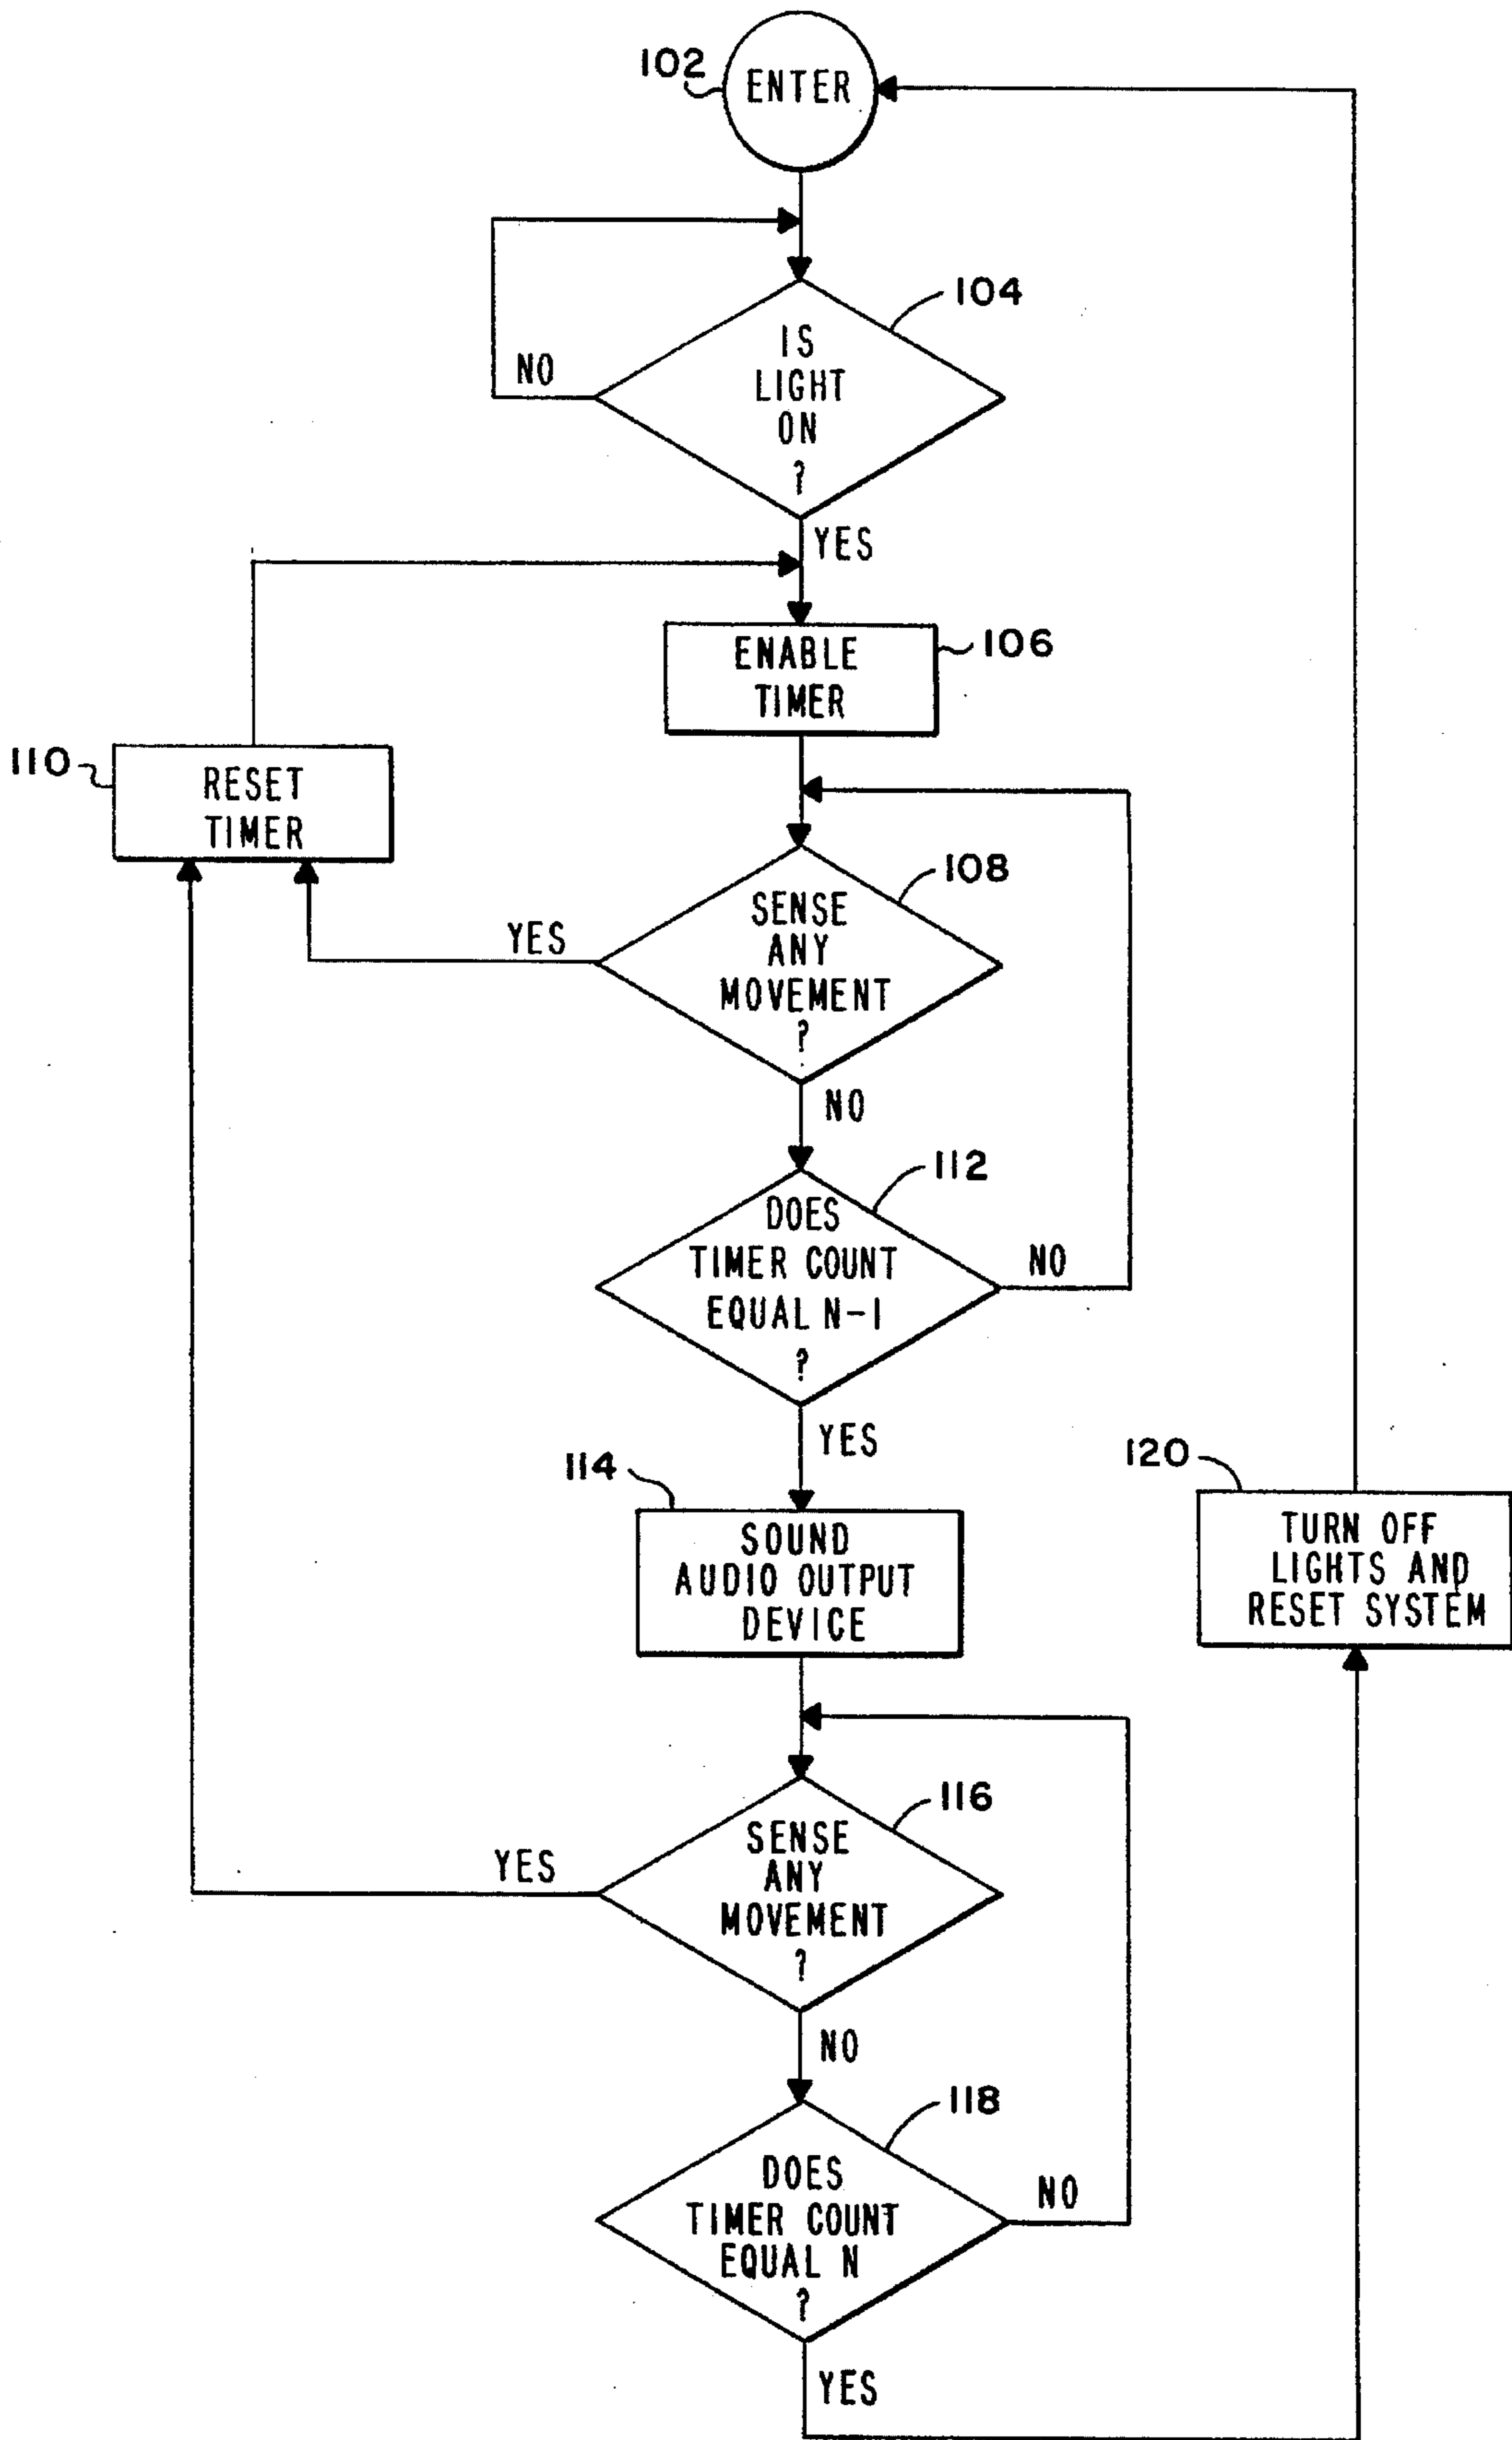 102
ENTER
104
IS
LIGHT
ON
?
NO
YES
ENABLE
TIMER
106
110
RESET
TIMER
108
SENSE
ANY
MOVEMENT
?
YES
NO
112
DOES
TIMER COUNT
EQUAL N-1
?
NO
YES
114
SOUND
AUDIO OUTPUT
DEVICE
120
TURN OFF
LIGHTS AND
RESET SYSTEM
116
SENSE
ANY
MOVEMENT
?
YES
NO
118
DOES
TIMER COUNT
EQUAL N
?
NO
YES